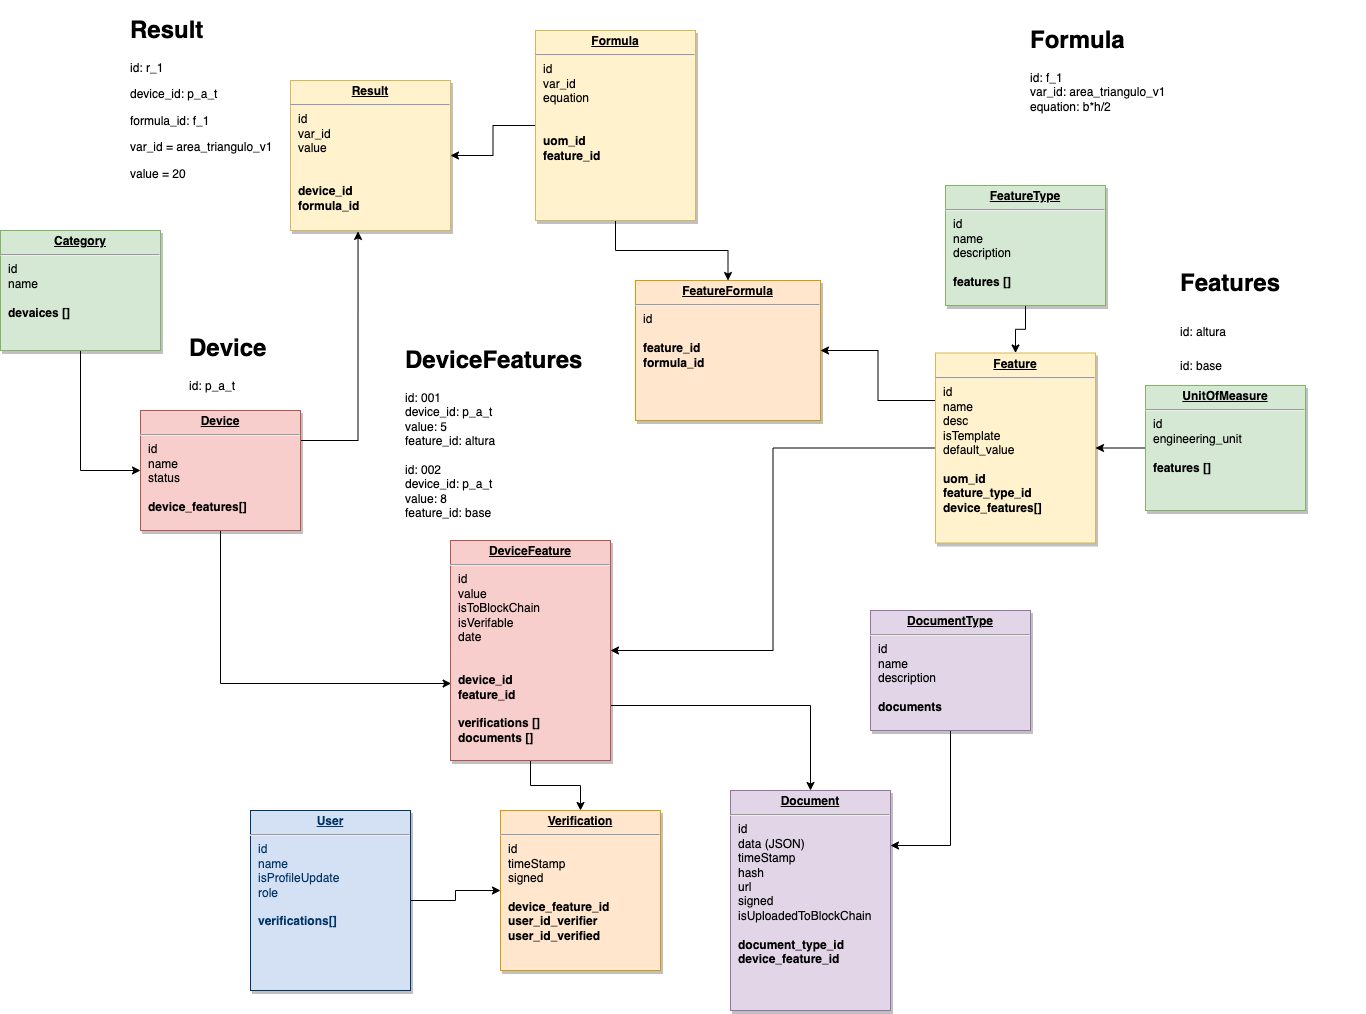 Result
id: r_1
device_id: p_a_t
formula_id: f_1
var_id = area_triangulo_v1
value = 20
Result
id
var_id
value
device_id
formula_id
Formula
id
var_id
equation
uom_id
feature_id
Formula
id: f_1
var_id: area_triangulo_v1
equation: b*h/2
FeatureType
id
name
description
features []
Category
id
name
devaices []
FeatureFormula
id
feature_id
formula_id
Features
id: altura
id: base
Device
id: p_a_t
DeviceFeatures
id: 001
device_id: p_a_t
value: 5
feature_id: altura
id: 002
device_id: p_a_t
value: 8
feature_id: base
Feature
id
name
desc
isTemplate
default_value
uom_id
feature_type_id
device_features[]
UnitOfMeasure
id
engineering_unit
features []
Device
id
name
status
device_features[]
DeviceFeature
id
value
isToBlockChain
isVerifable
date
device_id
feature_id
verifications []
documents []
DocumentType
id
name
description
documents
User
id
name
isProfileUpdate
role
verifications[]
Verification
id
timeStamp
signed
device_feature_id
user_id_verifier
user_id_verified
Document
id
data (JSON)
timeStamp
hash
url
signed
isUploadedToBlockChain
document_type_id
device_feature_id